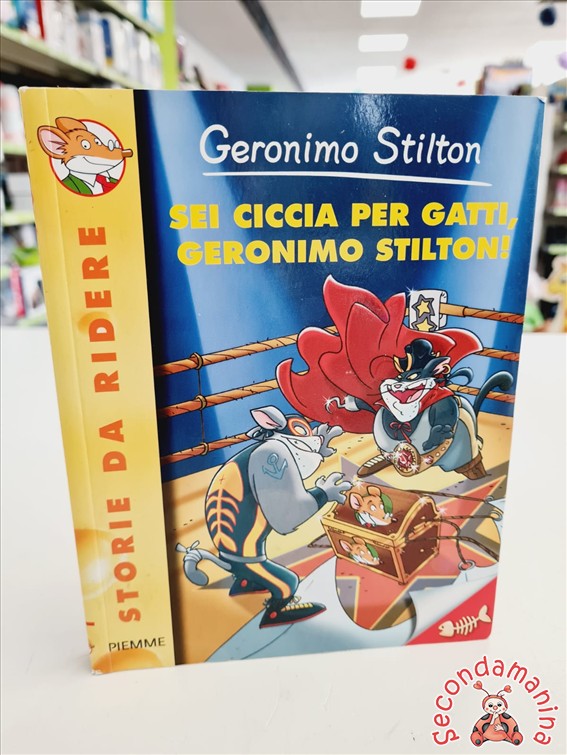 Geronimo Stilton
SEI CICCIA PER GATTI,
GERONIMO STILTON!
STORIE DA RIDERE
PIEMME
Secondamanina